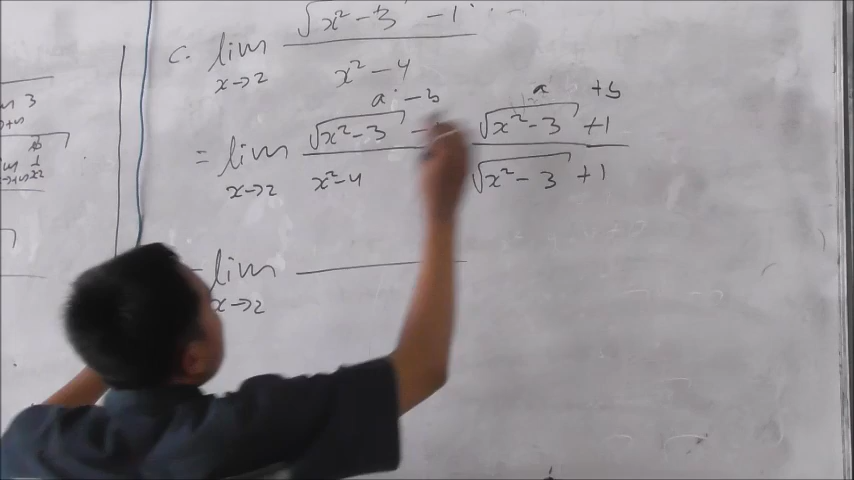 √x² - 3 - 1
c. lim
x→2
x² - 4
a - b
a + b
= lim √x² - 3 - √x² - 3 + 1
x→2 x² - 4 √x² - 3 + 1
lim
x→2
3